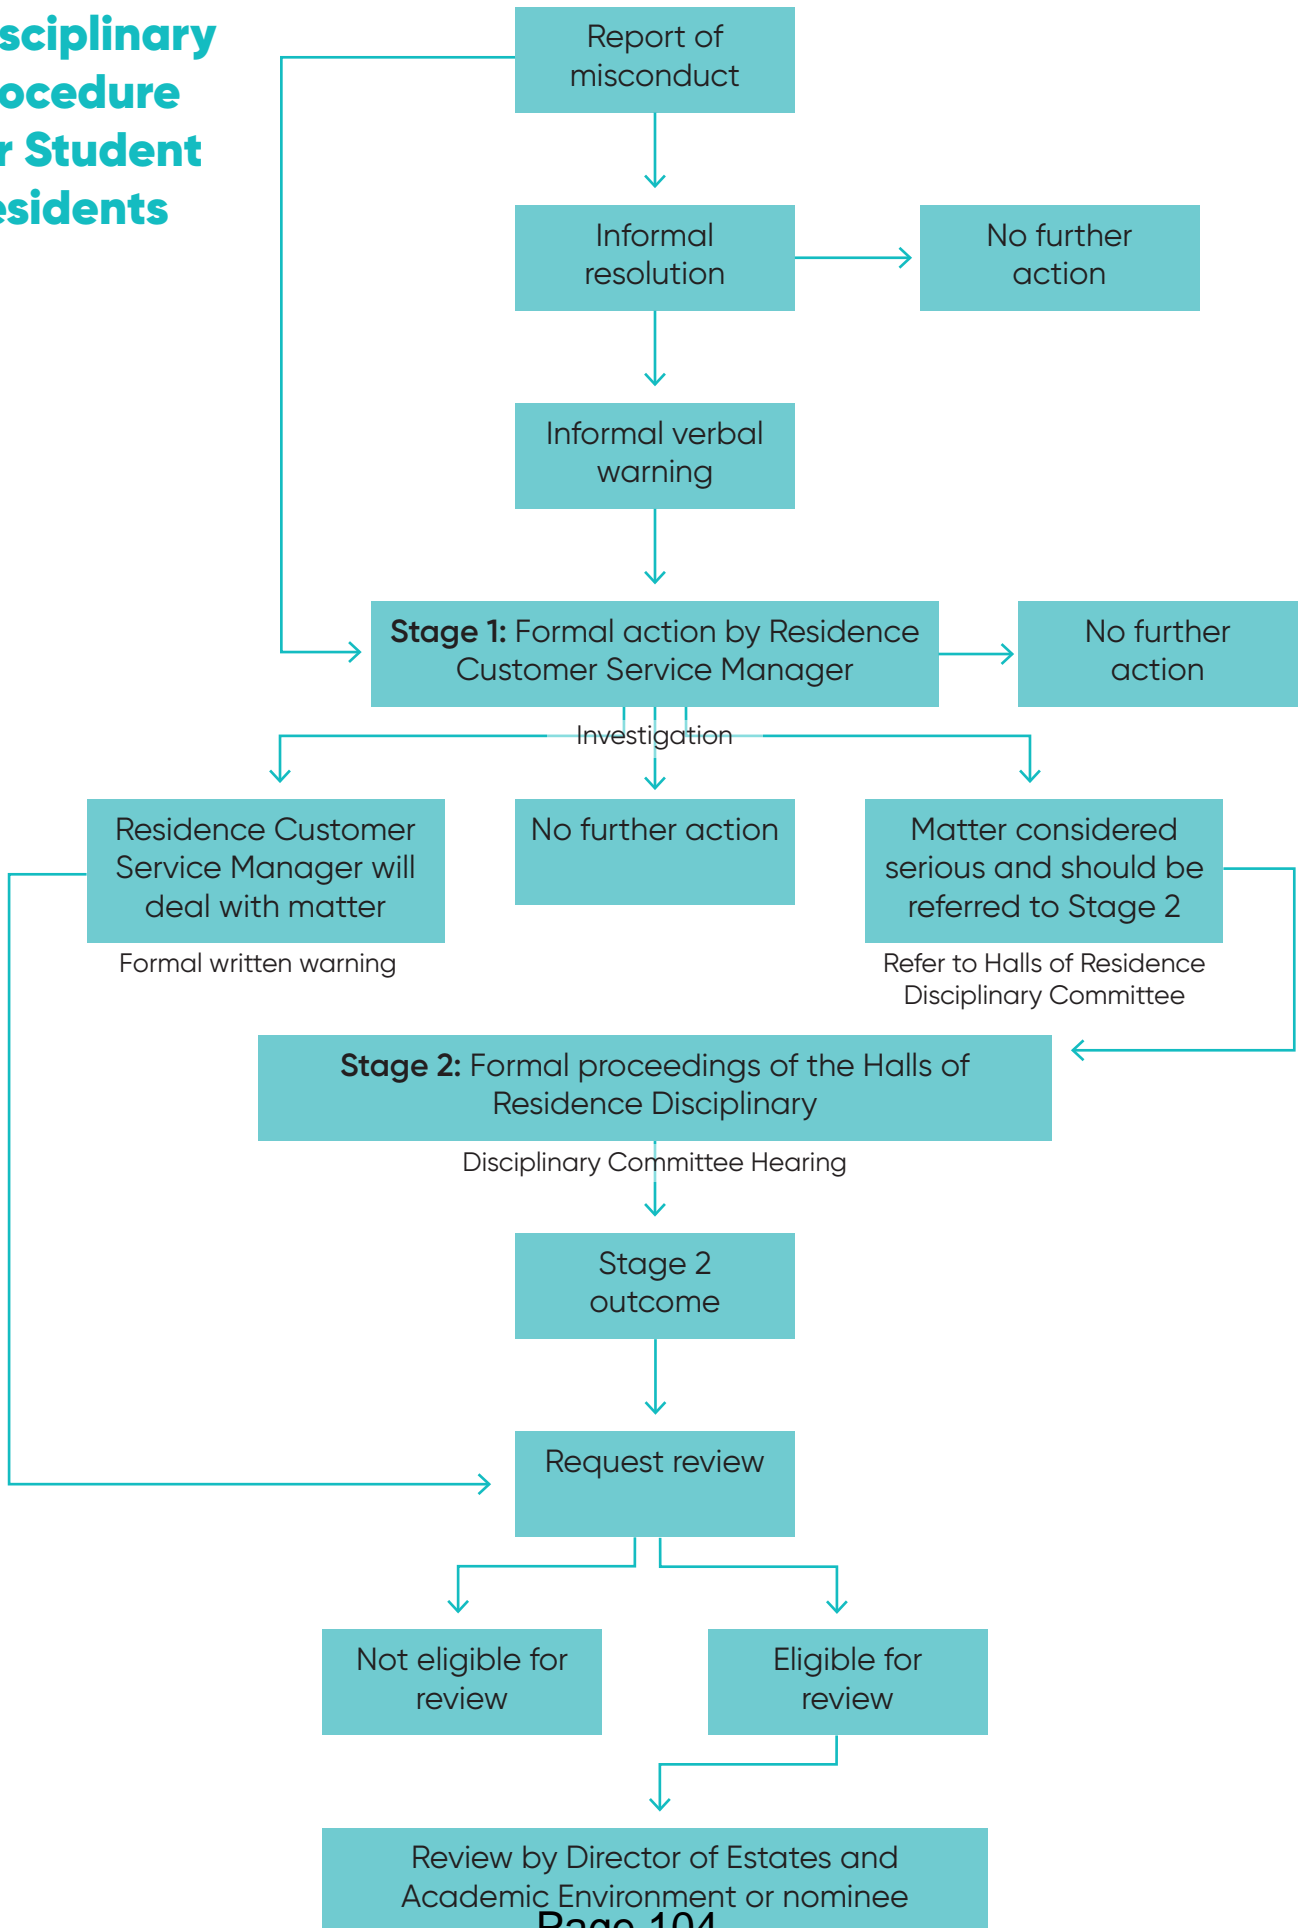 sciplinary
ocedure
r Student
esidents
Report of
misconduct
Informal
resolution
No further
action
Informal verbal
warning
Stage 1: Formal action by Residence
Customer Service Manager
No further
action
Investigation
Residence Customer
Service Manager will
deal with matter
No further action
Matter considered
serious and should be
referred to Stage 2
Formal written warning
Refer to Halls of Residence
Disciplinary Committee
Stage 2: Formal proceedings of the Halls of
Residence Disciplinary
Disciplinary Committee Hearing
Stage 2
outcome
Request review
Not eligible for
review
Eligible for
review
Review by Director of Estates and
Academic Environment or nominee
Page 104